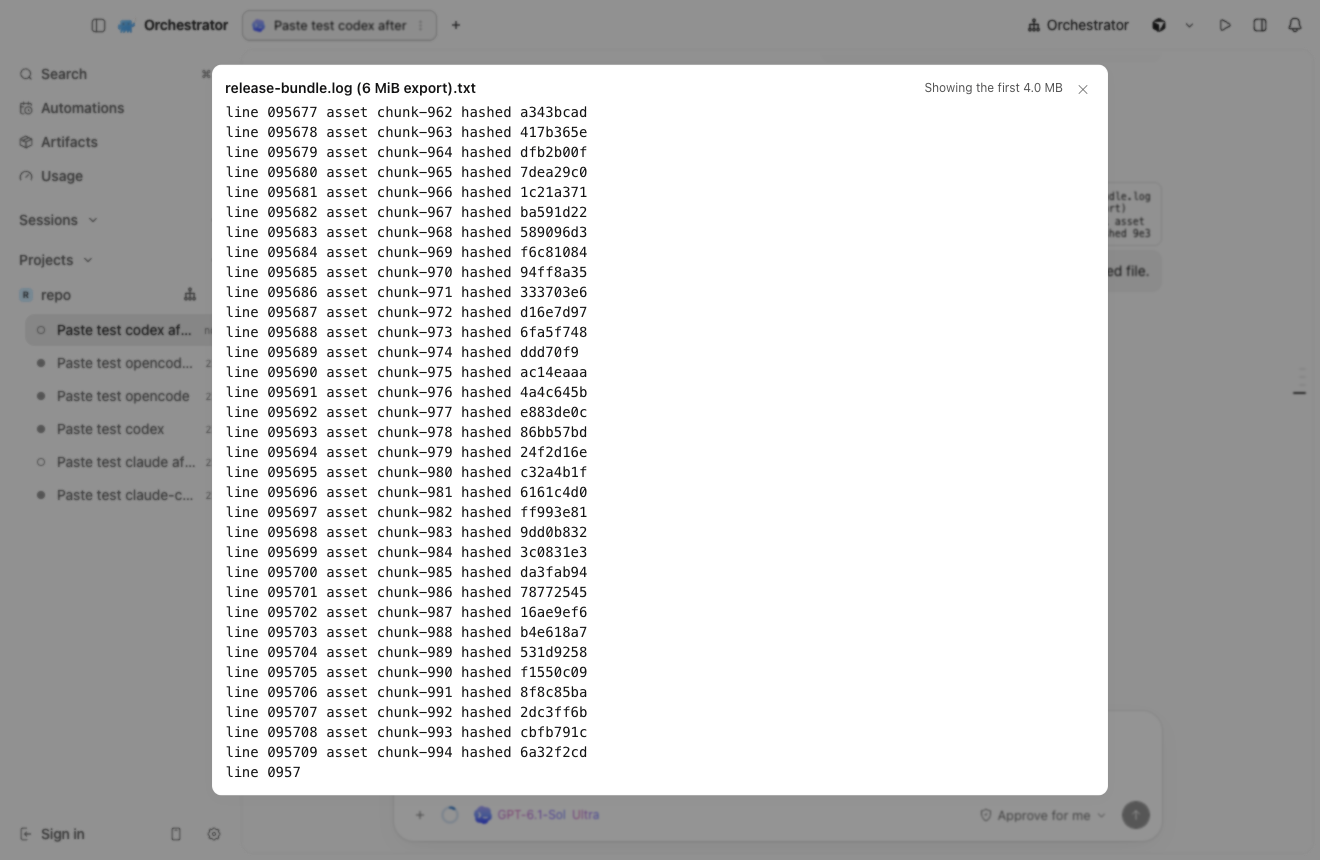 Orchestrator
Paste test codex after
Orchestrator
Search
Automations
Artifacts
Usage
Sessions
Projects
R repo
Paste test codex af...
Paste test opencod...
Paste test opencode
Paste test codex
Paste test claude af...
Paste test claude-c...
Sign in
release-bundle.log (6 MiB export).txt
Showing the first 4.0 MB
line 095677 asset chunk-962 hashed a343bcad
line 095678 asset chunk-963 hashed 417b365e
line 095679 asset chunk-964 hashed dfb2b00f
line 095680 asset chunk-965 hashed 7dea29c0
line 095681 asset chunk-966 hashed 1c21a371
line 095682 asset chunk-967 hashed ba591d22
line 095683 asset chunk-968 hashed 589096d3
line 095684 asset chunk-969 hashed f6c81084
line 095685 asset chunk-970 hashed 94ff8a35
line 095686 asset chunk-971 hashed 333703e6
line 095687 asset chunk-972 hashed d16e7d97
line 095688 asset chunk-973 hashed 6fa5f748
line 095689 asset chunk-974 hashed ddd70f9
line 095690 asset chunk-975 hashed ac14eaaa
line 095691 asset chunk-976 hashed 4a4c645b
line 095692 asset chunk-977 hashed e883de0c
line 095693 asset chunk-978 hashed 86bb57bd
line 095694 asset chunk-979 hashed 24f2d16e
line 095695 asset chunk-980 hashed c32a4b1f
line 095696 asset chunk-981 hashed 6161c4d0
line 095697 asset chunk-982 hashed ff993e81
line 095698 asset chunk-983 hashed 9dd0b832
line 095699 asset chunk-984 hashed 3c0831e3
line 095700 asset chunk-985 hashed da3fab94
line 095701 asset chunk-986 hashed 78772545
line 095702 asset chunk-987 hashed 16ae9ef6
line 095703 asset chunk-988 hashed b4e618a7
line 095704 asset chunk-989 hashed 531d9258
line 095705 asset chunk-990 hashed f1550c09
line 095706 asset chunk-991 hashed 8f8c85ba
line 095707 asset chunk-992 hashed 2dc3ff6b
line 095708 asset chunk-993 hashed cbfb791c
line 095709 asset chunk-994 hashed 6a32f2cd
line 0957
dle.log
rt)
asset
hed 9e3
ed file.
GPT-6.1-Sol Ultra
Approve for me